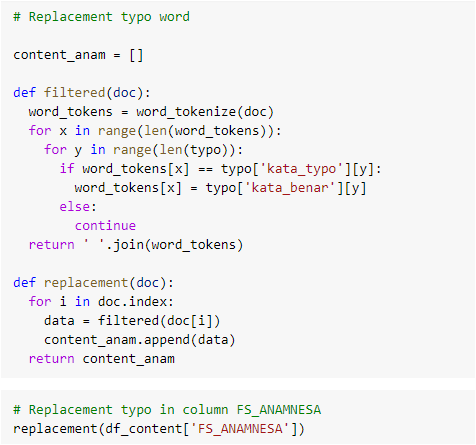 # Replacement typo word
content_anam = []
def filtered(doc):
  word_tokens = word_tokenize(doc)
  for x in range(len(word_tokens)):
    for y in range(len(typo)):
      if word_tokens[x] == typo['kata_typo'][y]:
        word_tokens[x] = typo['kata_benar'][y]
      else:
        continue
  return ' '.join(word_tokens)
def replacement(doc):
  for i in doc.index:
    data = filtered(doc[i])
    content_anam.append(data)
  return content_anam
# Replacement typo in column FS_ANAMNESA
replacement(df_content['FS_ANAMNESA'])